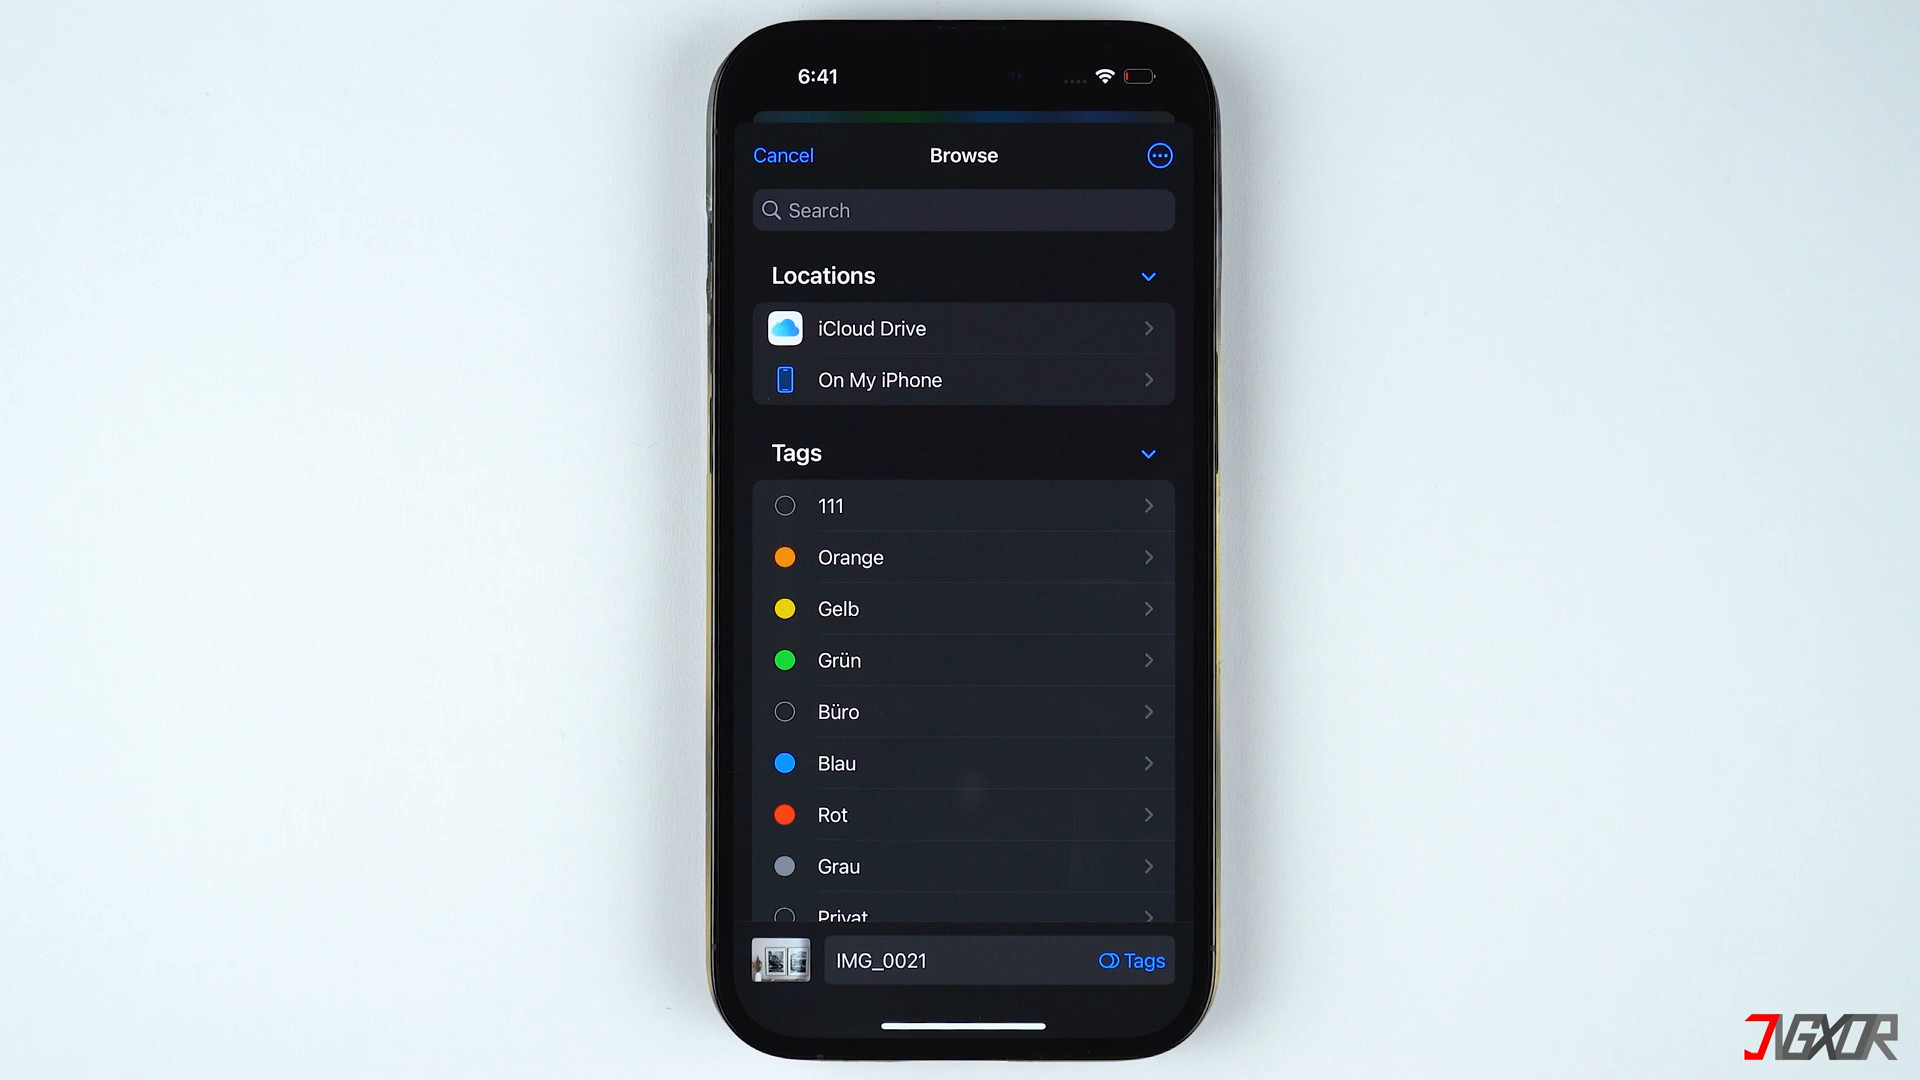 6:41
Cancel
Browse
Search
Locations
iCloud Drive
On My iPhone
Tags
111
Orange
Gelb
Grün
Büro
Blau
Rot
Grau
Privat
IMG_0021
Tags
JVGXOR